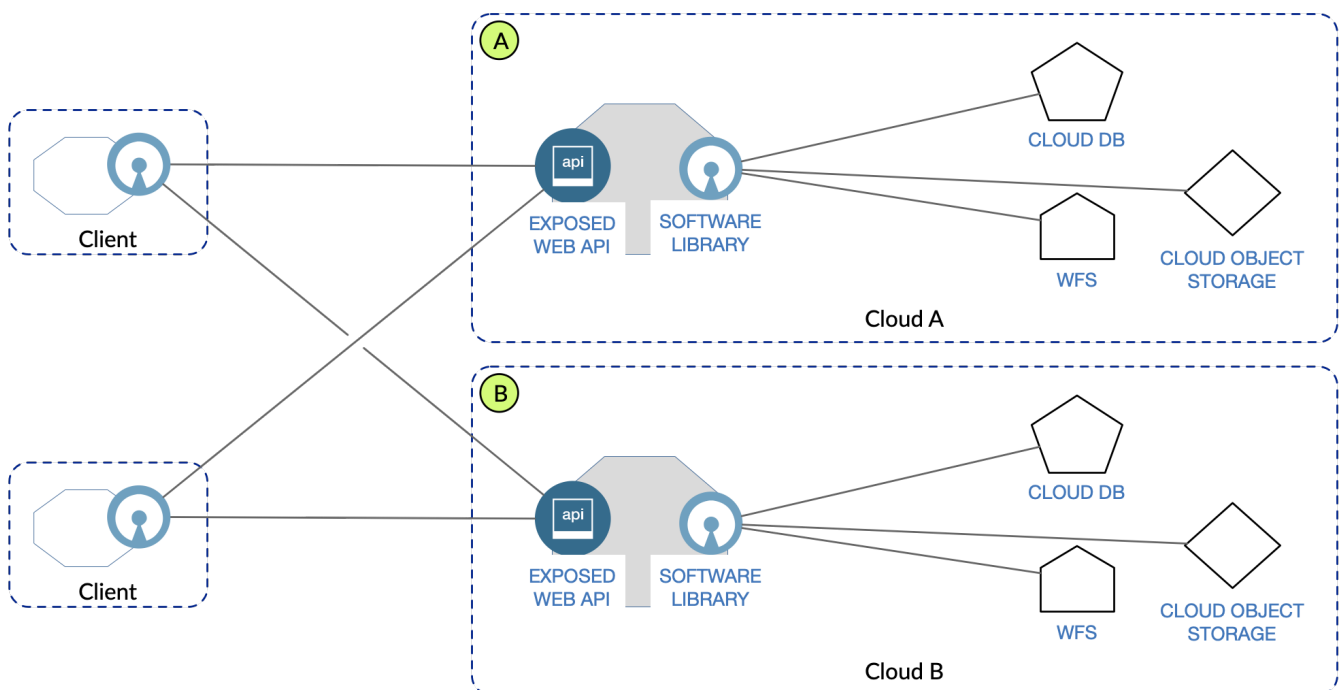 A
api
EXPOSED
WEB API
SOFTWARE
LIBRARY
CLOUD DB
WFS
CLOUD OBJECT
STORAGE
Cloud A
Client
B
api
EXPOSED
WEB API
SOFTWARE
LIBRARY
CLOUD DB
WFS
CLOUD OBJECT
STORAGE
Cloud B
Client